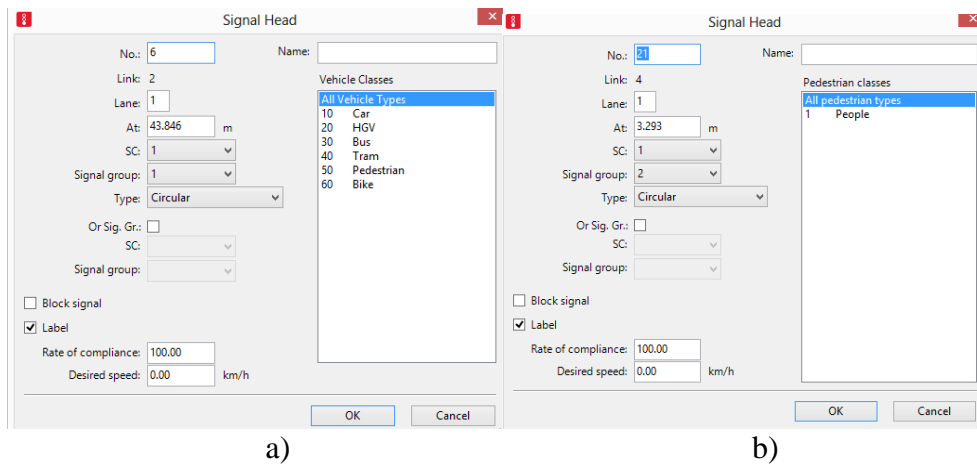 Signal Head
No.: 6 Name:
Link: 2 Vehicle Classes
Lane: 1 All Vehicle Types
10 Car
At: 43.846 m 20 HGV
SC: 1 30 Bus
40 Tram
Signal group: 1 50 Pedestrian
Type: Circular 60 Bike
Or Sig. Gr.:
SC:
Signal group:
Block signal
Label
Rate of compliance: 100.00
Desired speed: 0.00 km/h
OK Cancel
a)
Signal Head
No.: 21 Name:
Link: 4 Pedestrian classes
Lane: 1 All pedestrian types
1 People
At: 3.293 m
SC: 1
Signal group: 2
Type: Circular
Or Sig. Gr.:
SC:
Signal group:
Block signal
Label
Rate of compliance: 100.00
Desired speed: 0.00 km/h
OK Cancel
b)